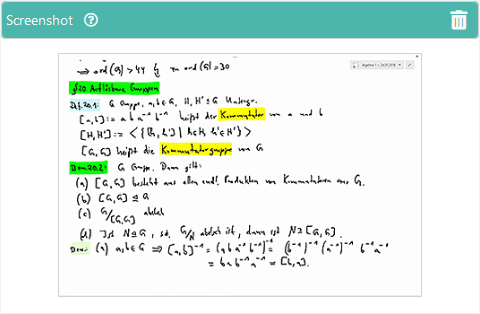 Screenshot
⇒ ord(G) > 44 ↯ zu ord(G) = 30
Algebra 1 • 24.01.2018
§20. Auflösbare Gruppen
Def. 20.1: G Gruppe, a,b ∈ G, H, H' ≤ G Untergr.
[a,b] := a b a⁻¹ b⁻¹ heißt der Kommutator von a und b
[H,H'] := < {[h,h'] | h∈H, h'∈H'} >
[G,G] heißt die Kommutatorgruppe von G
Bem. 20.2: G Grupp. Dann gilt:
(a) [G,G] besteht aus allen endl. Produkten von Kommutatoren aus G.
(b) [G,G] ⊴ G
(c) G/[G,G] abelsch
(d) Ist N ⊴ G, sd. G/N abelsch ist, dann ist N ≥ [G,G].
Bew: (a) a,b ∈ G ⇒ [a,b]⁻¹ = (a b a⁻¹ b⁻¹)⁻¹ = (b⁻¹)⁻¹ (a⁻¹)⁻¹ b⁻¹ a⁻¹
= b a b⁻¹ a⁻¹ = [b,a].